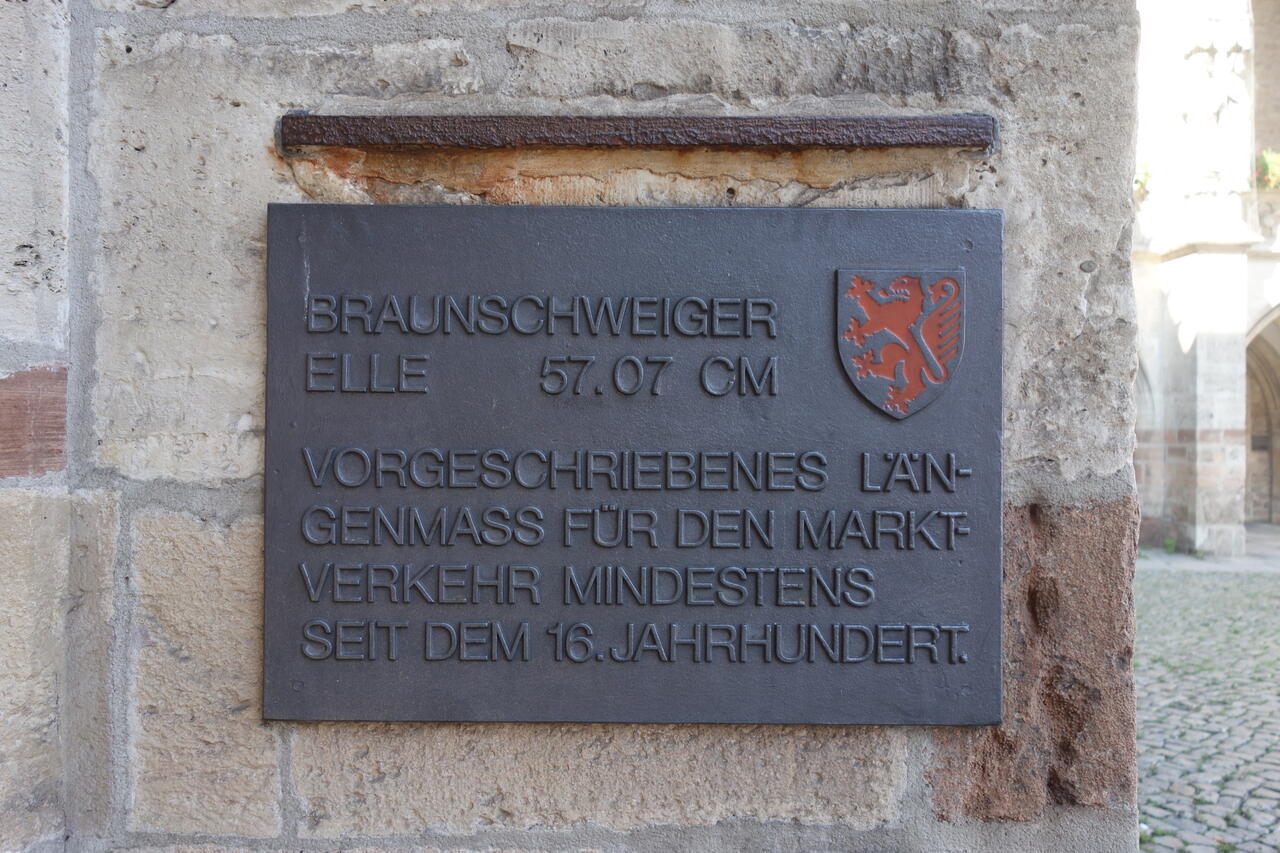 BRAUNSCHWEIGER
ELLE 57.07 CM
VORGESCHRIEBENES LÄN-
GENMASS FÜR DEN MARKT-
VERKEHR MINDESTENS
SEIT DEM 16. JAHRHUNDERT.